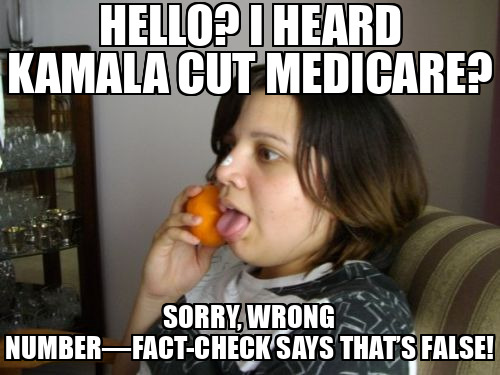 HELLO? I HEARD
KAMALA CUT MEDICARE?
SORRY, WRONG
NUMBER—FACT-CHECK SAYS THAT'S FALSE!